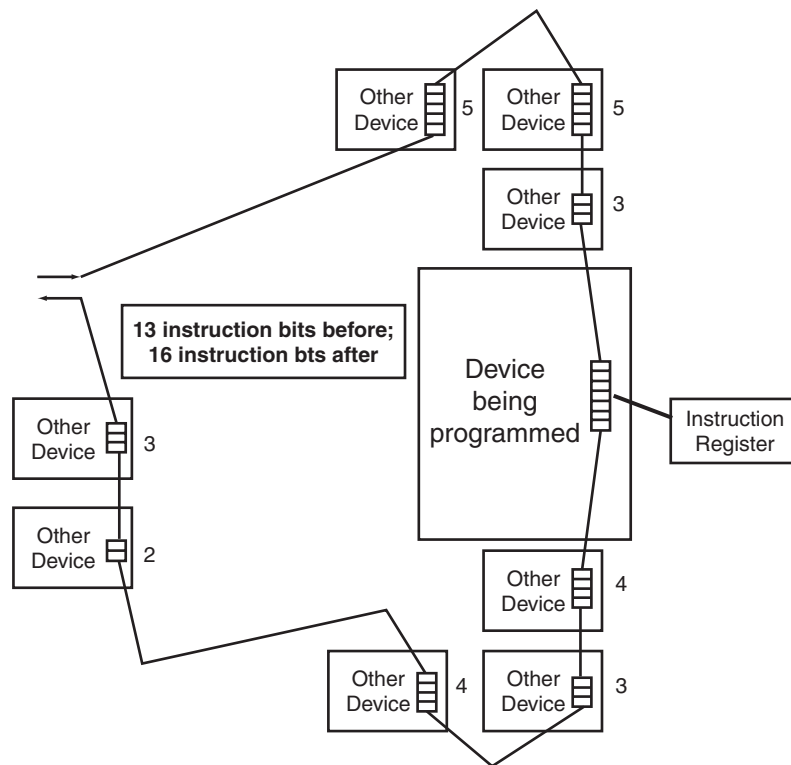 Other
Device
5
Other
Device
5
Other
Device
3
13 instruction bits before;
16 instruction bts after
Device
being
programmed
Instruction
Register
Other
Device
3
Other
Device
2
Other
Device
4
Other
Device
4
Other
Device
3